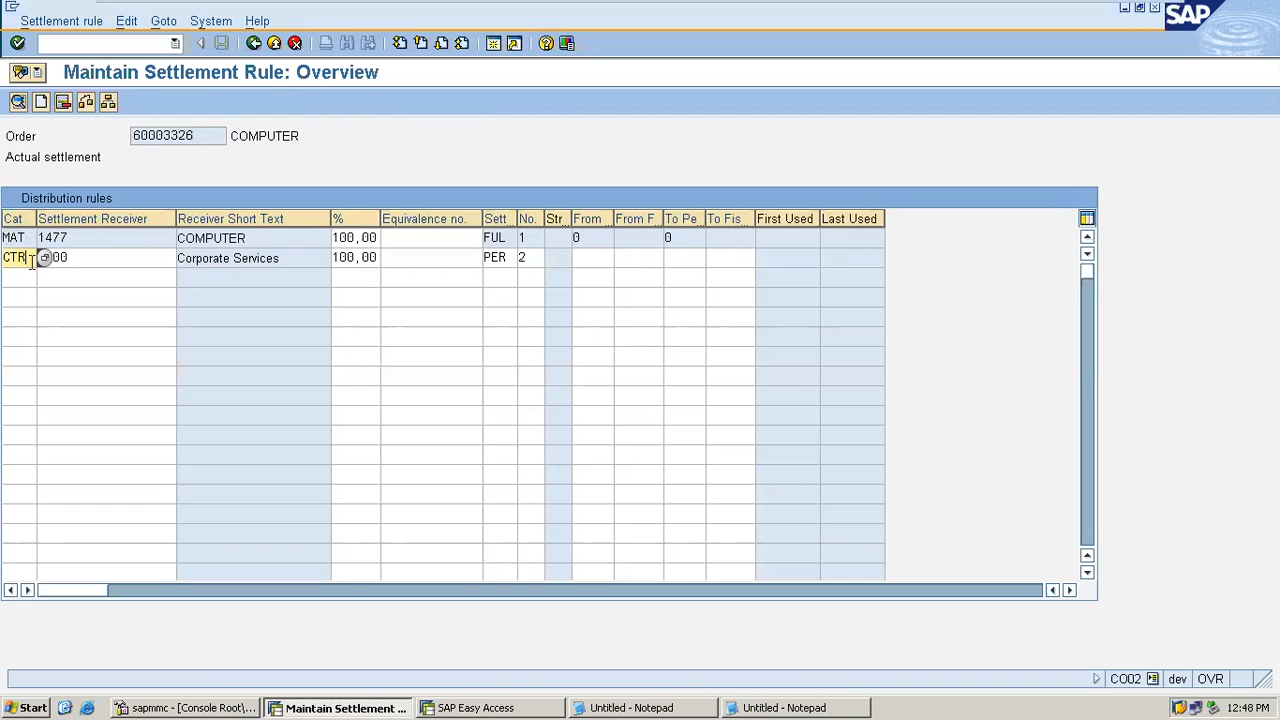 Settlement rule Edit Goto System Help
SAP
Maintain Settlement Rule: Overview
Order 60003326 COMPUTER
Actual settlement
Distribution rules
Cat Settlement Receiver Receiver Short Text % Equivalence no. Sett.. No. Str.. From From F To Pe To Fis First Used Last Used
MAT 1477 COMPUTER 100,00 FUL 1 0 0
CTR 00 Corporate Services 100,00 PER 2
CO02 dev OVR
Start sapmmc - [Console Root\... Maintain Settlement ... SAP Easy Access Untitled - Notepad Untitled - Notepad 12:48 PM